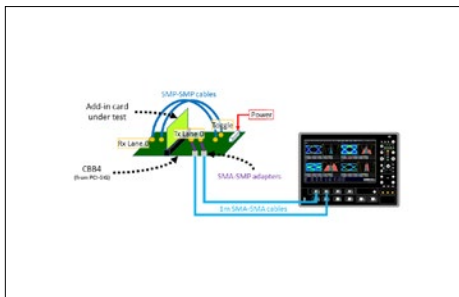 SMP-SMP cables
Add-in card
under test
Power
Toggle
Tx Lane 0
Rx Lane 0
CBB4
(from PCI-SIG)
SMA-SMP adapters
1m SMA-SMA cables